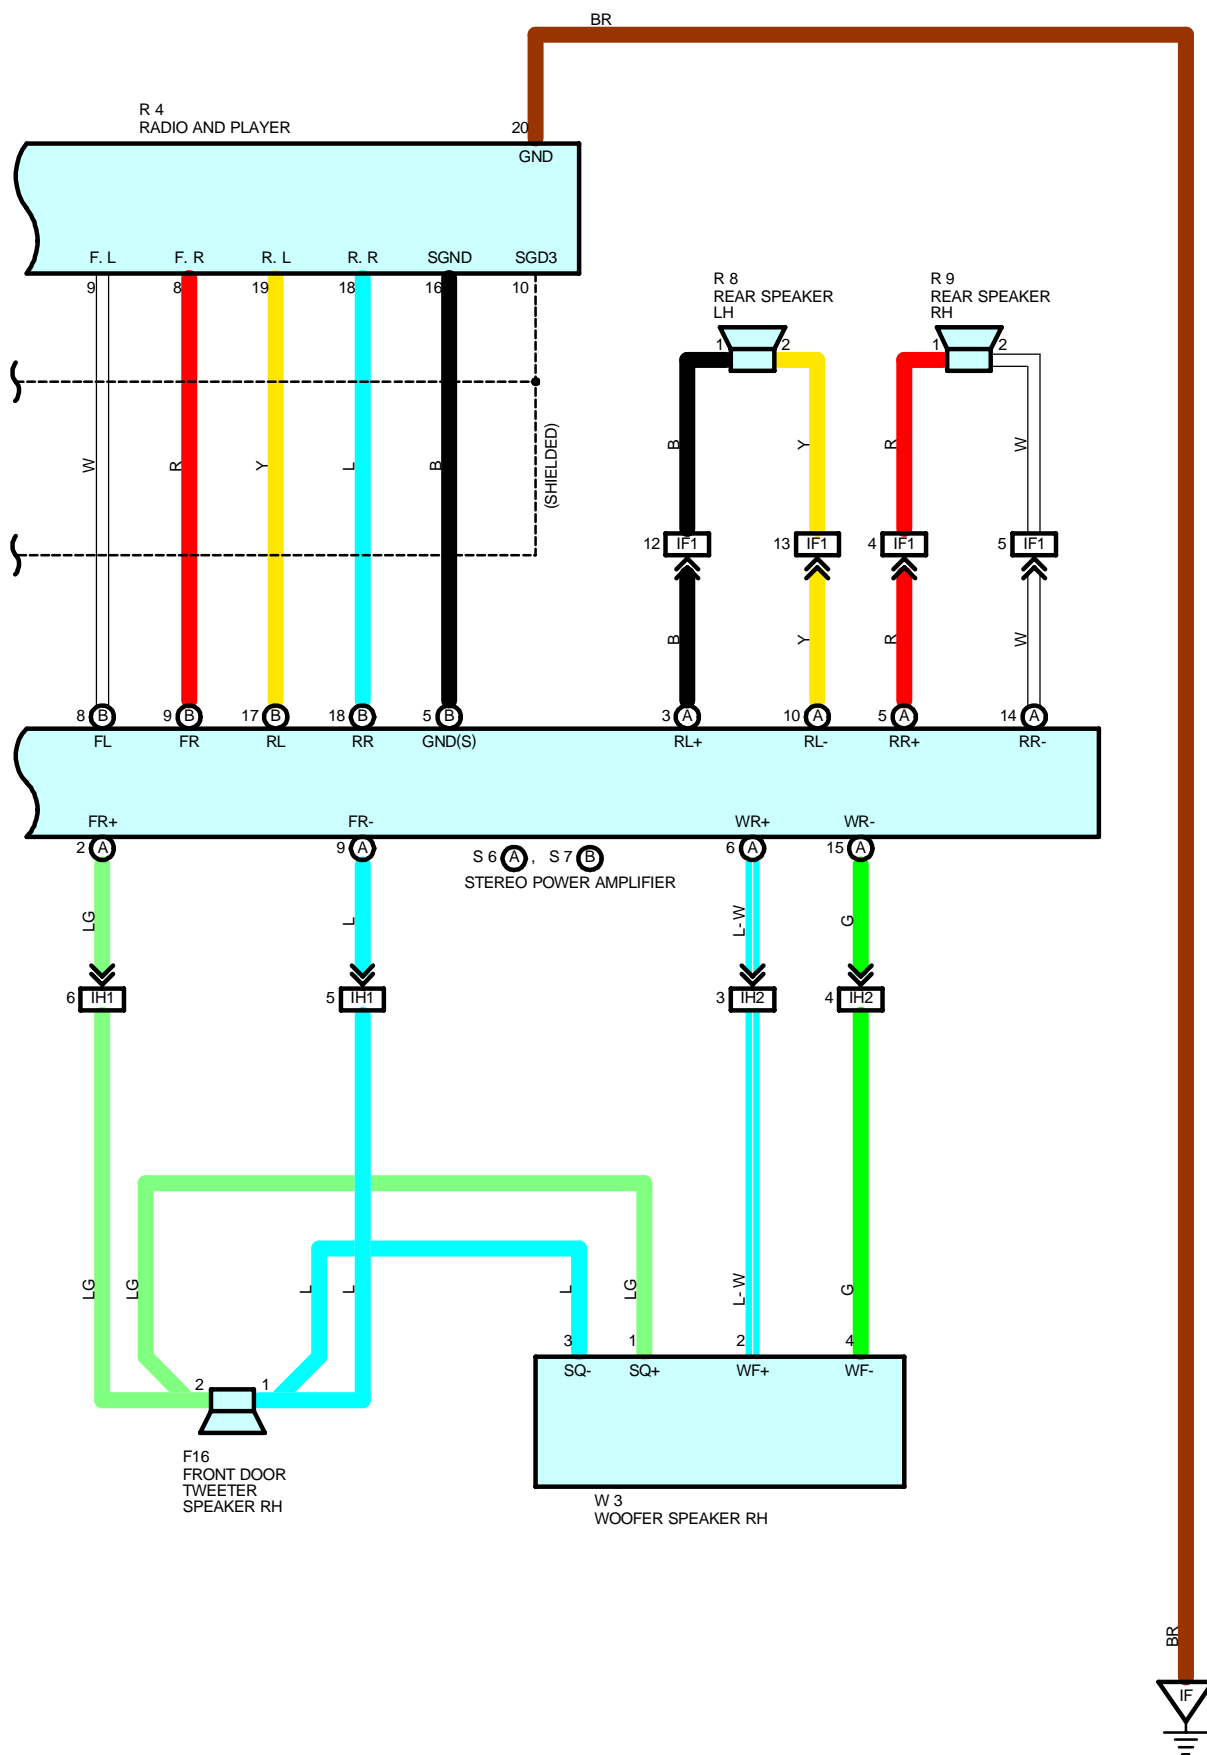 BR
R 4
RADIO AND PLAYER
20
GND
F. L F. R R. L R. R SGND SGD3
9 8 19 18 16 10
R 8
REAR SPEAKER
LH
R 9
REAR SPEAKER
RH
1 2 1 2
W R Y L B (SHIELDED) B Y R W
12 IF1 13 IF1 4 IF1 5 IF1
B Y R W
8 B 9 B 17 B 18 B 5 B 3 A 10 A 5 A 14 A
FL FR RL RR GND(S) RL+ RL- RR+ RR-
FR+ FR- WR+ WR-
2 A 9 A 6 A 15 A
S 6 A , S 7 B
STEREO POWER AMPLIFIER
LG L L-W G
6 IH1 5 IH1 3 IH2 4 IH2
LG LG L L L LG L-W G
3 1 2 4
SQ- SQ+ WF+ WF-
2 1
F16
FRONT DOOR
TWEETER
SPEAKER RH
W 3
WOOFER SPEAKER RH
BR
IF